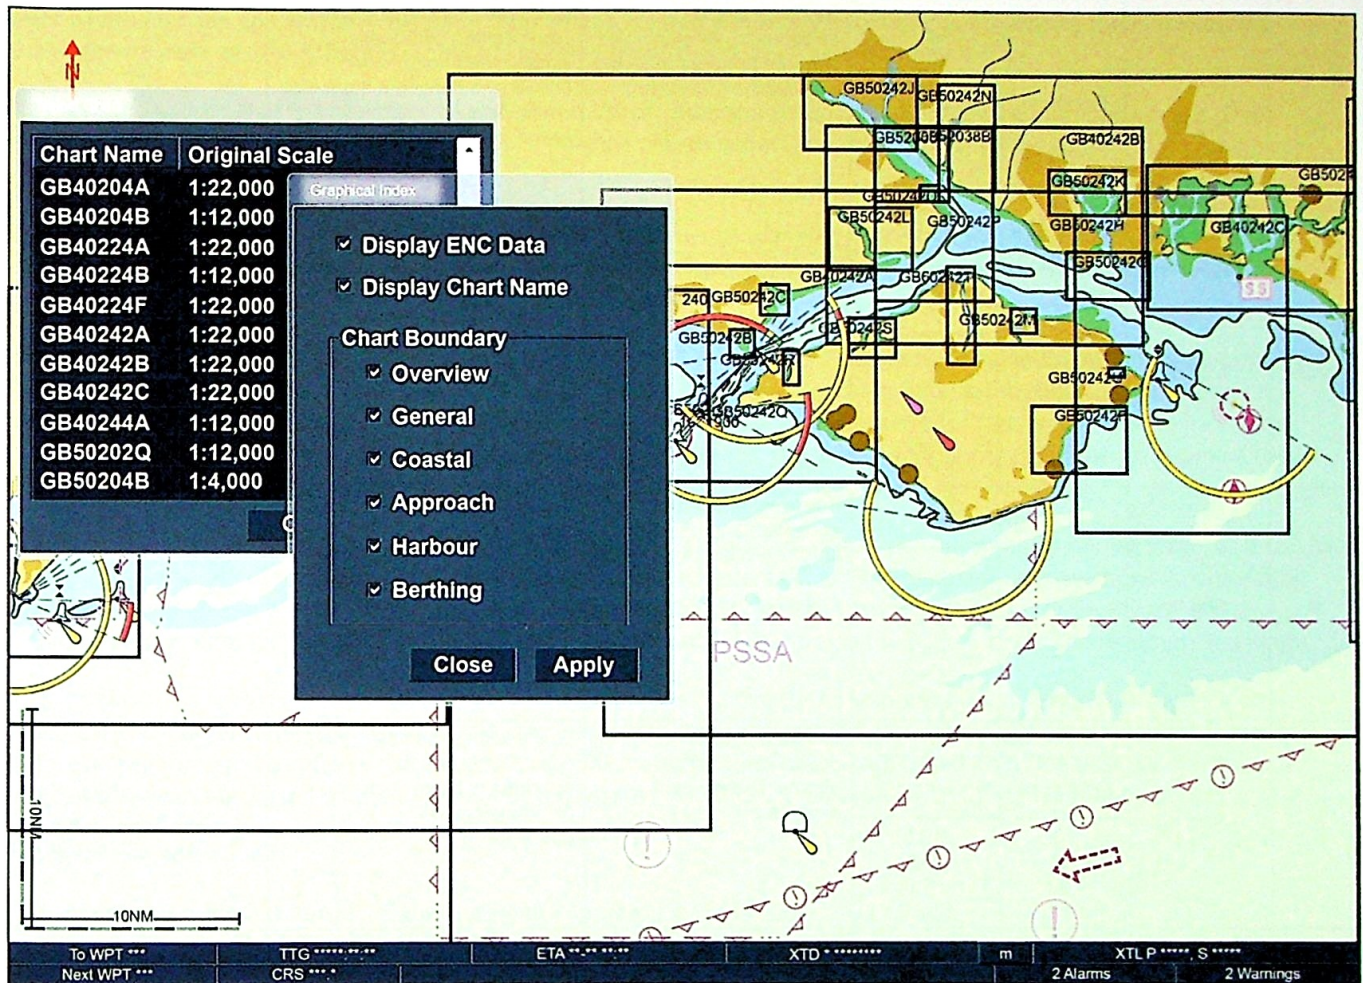 N
Chart Name Original Scale
GB40204A 1:22,000
GB40204B 1:12,000
GB40224A 1:22,000
GB40224B 1:12,000
GB40224F 1:22,000
GB40242A 1:22,000
GB40242B 1:22,000
GB40242C 1:22,000
GB40244A 1:12,000
GB50202Q 1:12,000
GB50204B 1:4,000
Graphical Index
Display ENC Data
Display Chart Name
Chart Boundary
Overview
General
Coastal
Approach
Harbour
Berthing
Close Apply
GB50242J
GB50242N
GB52038B
GB40242B
GB50242K
GB50242L
GB50242P
GB50242H
GB40242C
GB50242G
GB40242A
240 GB50242C
GB50242M
GB50242B
GB50242S
GB50242Q
GB50242F
PSSA
10NM
10NM
To WPT *** TTG *****:**:** ETA **-** **:** XTD * ********* m XTL P *****, S *****
Next WPT *** CRS ***.* 2 Alarms 2 Warnings